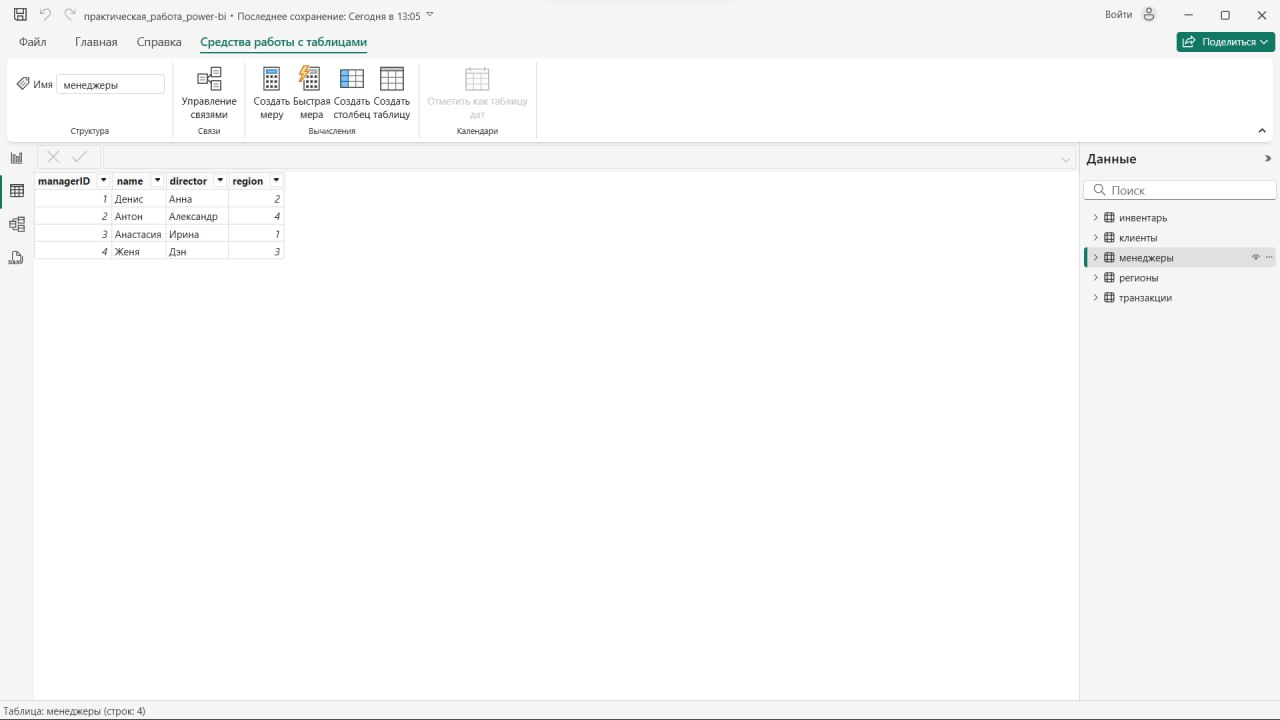 практическая_работа_power-bi • Последнее сохранение: Сегодня в 13:05
Войти
Файл Главная Справка Средства работы с таблицами
Поделиться
Имя менеджеры
Управление связями
Создать меру
Быстрая мера
Создать столбец
Создать таблицу
Отметить как таблицу дат
Структура Связи Вычисления Календари
managerID name director region
1 Денис Анна 2
2 Антон Александр 4
3 Анастасия Ирина 1
4 Женя Дэн 3
Данные
Поиск
инвентарь
клиенты
менеджеры
регионы
транзакции
Таблица: менеджеры (строк: 4)